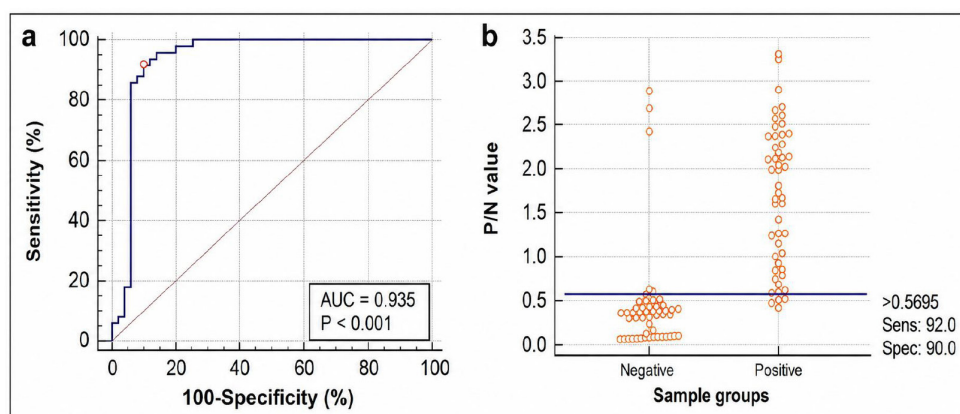 a
100
80
60
40
20
0
Sensitivity (%)
AUC = 0.935
P < 0.001
0 20 40 60 80 100
100-Specificity (%)
b
3.5
3.0
2.5
2.0
1.5
1.0
0.5
0.0
P/N value
>0.5695
Sens: 92.0
Spec: 90.0
Negative Positive
Sample groups